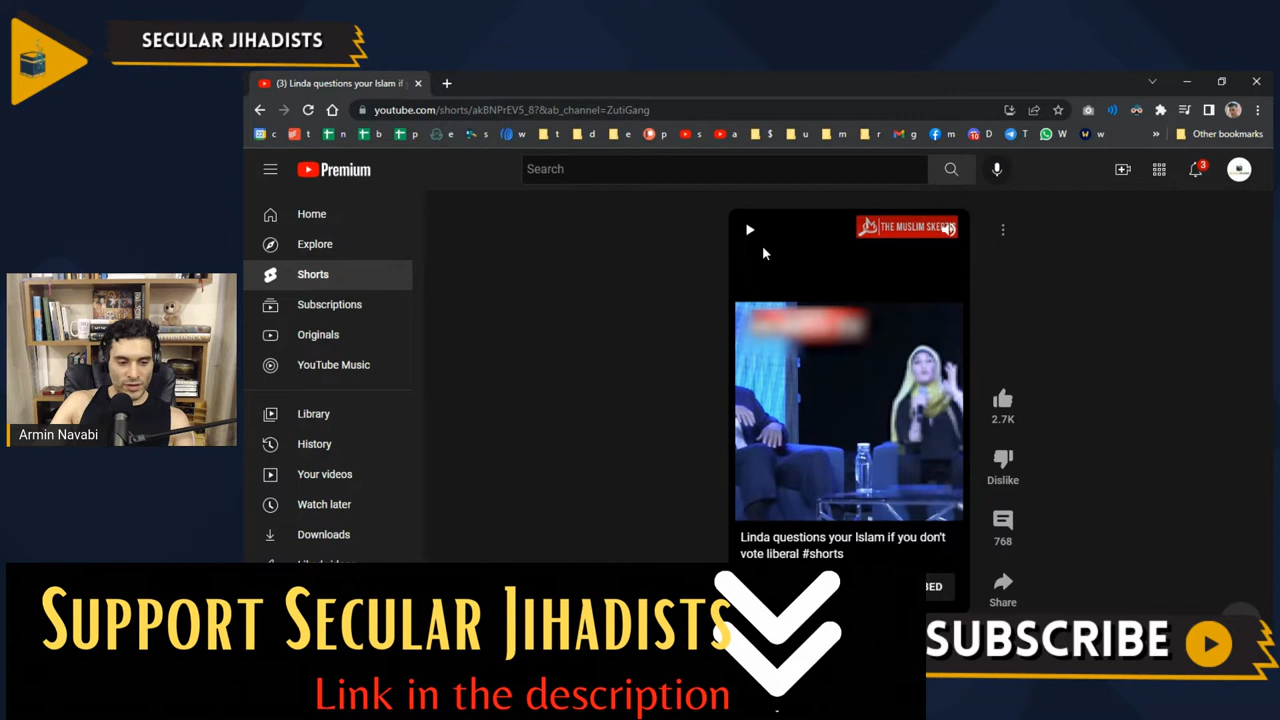 SECULAR JIHADISTS
(3) Linda questions your Islam if
youtube.com/shorts/akBNPrEV5_8?&ab_channel=ZutiGang
c t n b p e s w t d e p s a $ u m r g m D T W w » Other bookmarks
Premium
Search
3
Home
Explore
Shorts
Subscriptions
Originals
YouTube Music
Library
History
Your videos
Watch later
Downloads
THE MUSLIM
2.7K
Dislike
768
Share
Linda questions your Islam if you don't
vote liberal #shorts
BED
Armin Navabi
SUPPORT SECULAR JIHADISTS
Link in the description
SUBSCRIBE